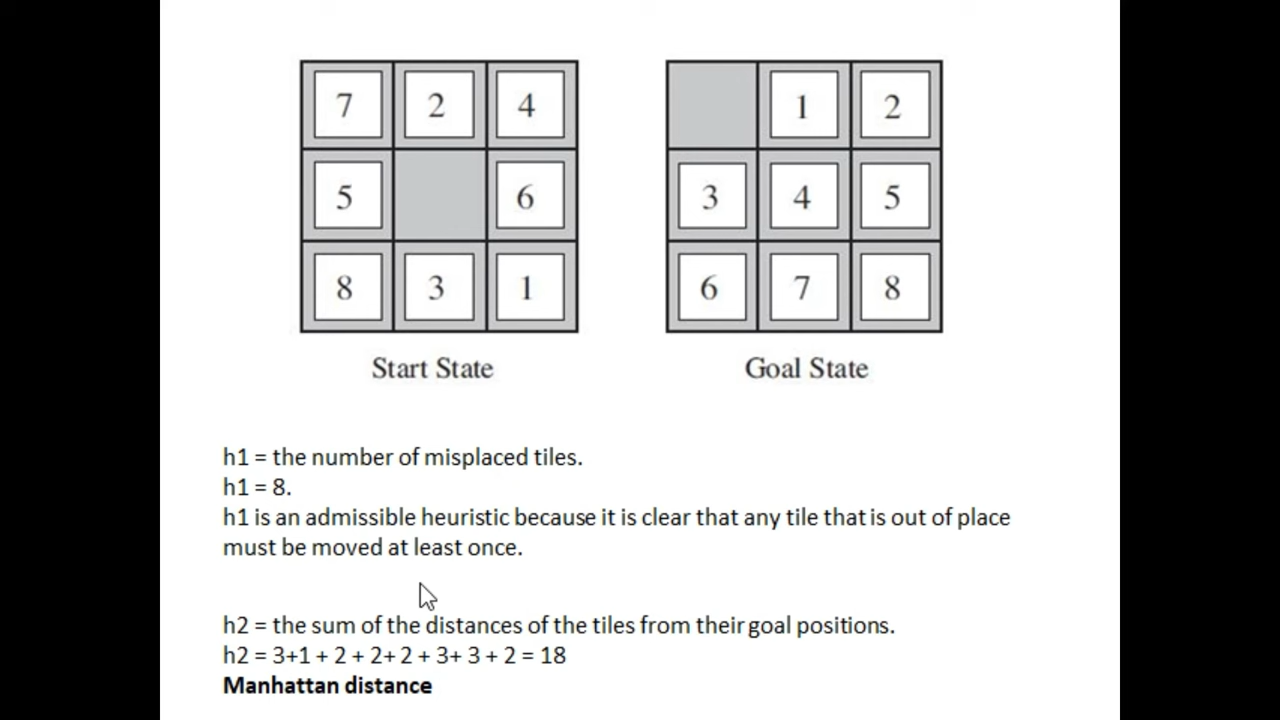 7 2 4
5 6
8 3 1
Start State
1 2
3 4 5
6 7 8
Goal State
h1 = the number of misplaced tiles.
h1 = 8.
h1 is an admissible heuristic because it is clear that any tile that is out of place
must be moved at least once.
h2 = the sum of the distances of the tiles from their goal positions.
h2 = 3+1 + 2 + 2+ 2 + 3+ 3 + 2 = 18
Manhattan distance